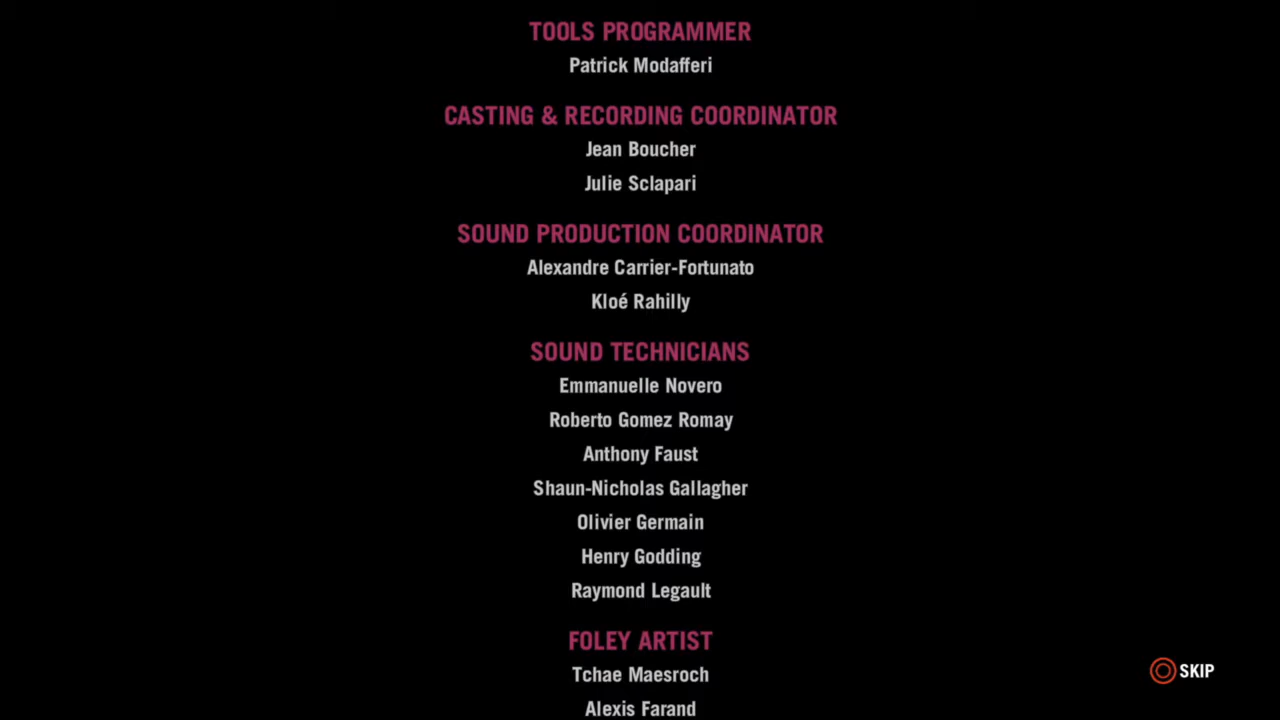 TOOLS PROGRAMMER
Patrick Modafferi
CASTING & RECORDING COORDINATOR
Jean Boucher
Julie Sclapari
SOUND PRODUCTION COORDINATOR
Alexandre Carrier-Fortunato
Kloé Rahilly
SOUND TECHNICIANS
Emmanuelle Novero
Roberto Gomez Romay
Anthony Faust
Shaun-Nicholas Gallagher
Olivier Germain
Henry Godding
Raymond Legault
FOLEY ARTIST
Tchae Maesroch
Alexis Farand
SKIP